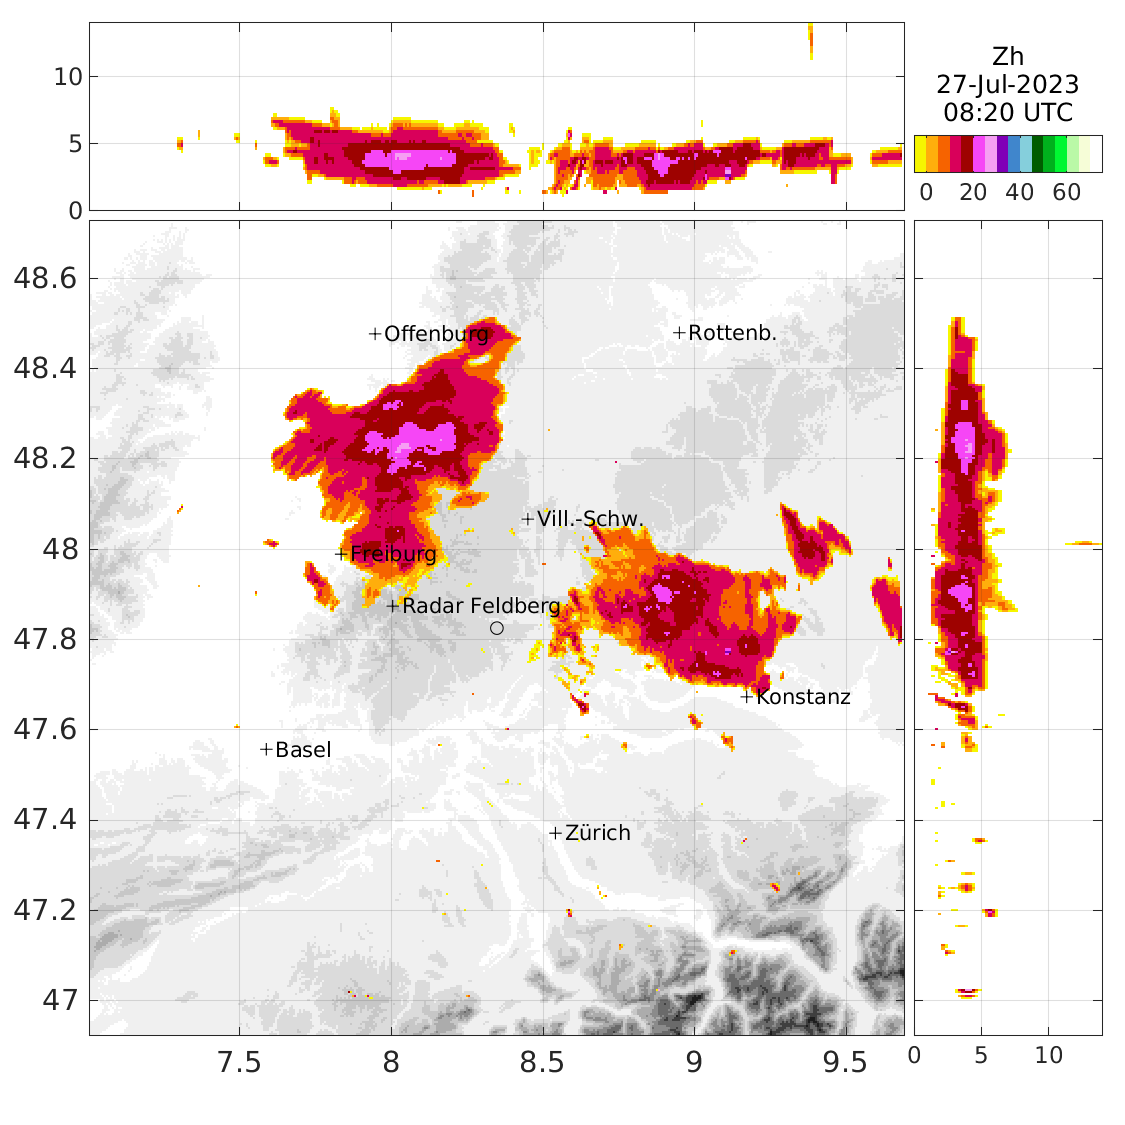 10
5
0
Zh
27-Jul-2023
08:20 UTC
0 20 40 60
48.6
48.4
48.2
48
47.8
47.6
47.4
47.2
47
+Offenburg
+Rottenb.
+Vill.-Schw.
+Freiburg
+Radar Feldberg
+Konstanz
+Basel
+Zürich
7.5 8 8.5 9 9.5
0 5 10